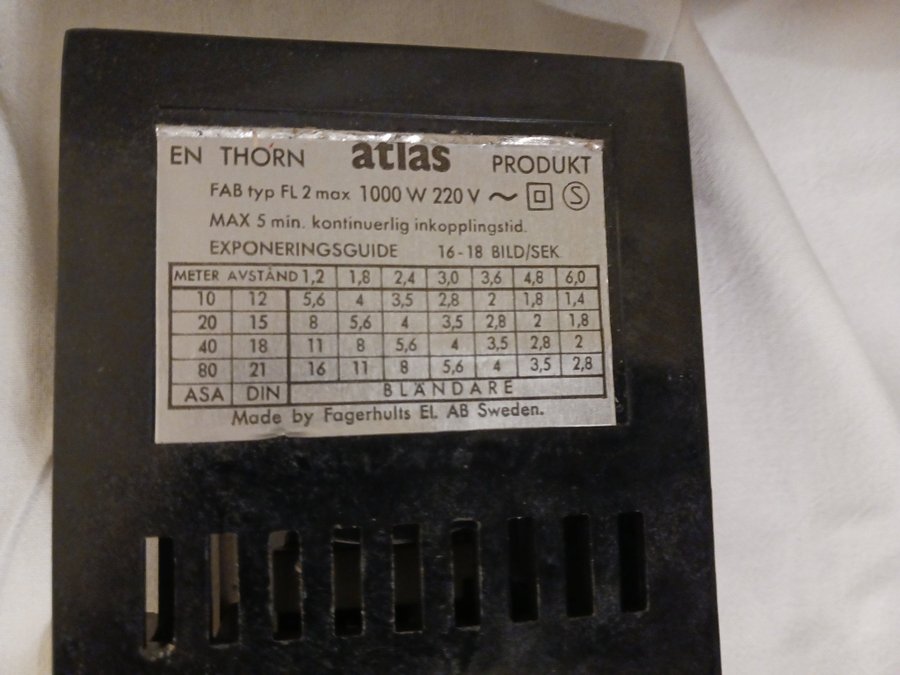 EN THORN atlas PRODUKT
FAB typ FL 2 max 1000 W 220 V ~ S
MAX 5 min. kontinuerlig inkopplingstid.
EXPONERINGSGUIDE 16-18 BILD/SEK
METER AVSTÅND 1,2 1,8 2,4 3,0 3,6 4,8 6,0
10 12 5,6 4 3,5 2,8 2 1,8 1,4
20 15 8 5,6 4 3,5 2,8 2 1,8
40 18 11 8 5,6 4 3,5 2,8 2
80 21 16 11 8 5,6 4 3,5 2,8
ASA DIN BLÄNDARE
Made by Fagerhults EL AB Sweden.